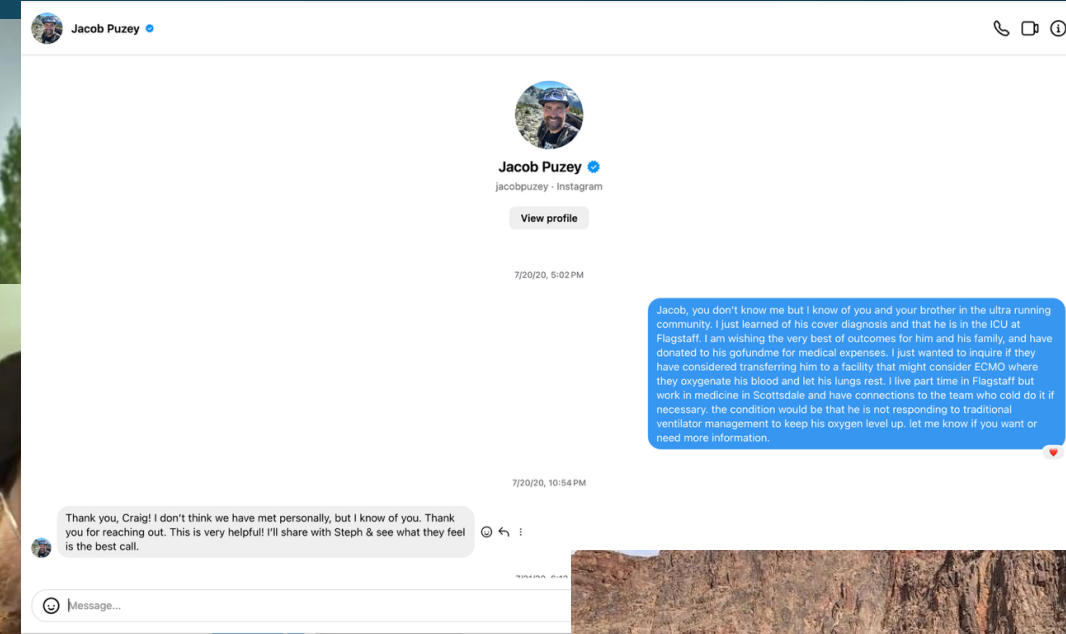 Jacob Puzey
Jacob Puzey
jacobpuzey · Instagram
View profile
7/20/20, 5:02 PM
Jacob, you don't know me but I know of you and your brother in the ultra running
community. I just learned of his cover diagnosis and that he is in the ICU at
Flagstaff. I am wishing the very best of outcomes for him and his family, and have
donated to his gofundme for medical expenses. I just wanted to inquire if they
have considered transferring him to a facility that might consider ECMO where
they oxygenate his blood and let his lungs rest. I live part time in Flagstaff but
work in medicine in Scottsdale and have connections to the team who cold do it if
necessary. the condition would be that he is not responding to traditional
ventilator management to keep his oxygen level up. let me know if you want or
need more information.
7/20/20, 10:54 PM
Thank you, Craig! I don't think we have met personally, but I know of you. Thank
you for reaching out. This is very helpful! I'll share with Steph & see what they feel
is the best call.
Message...